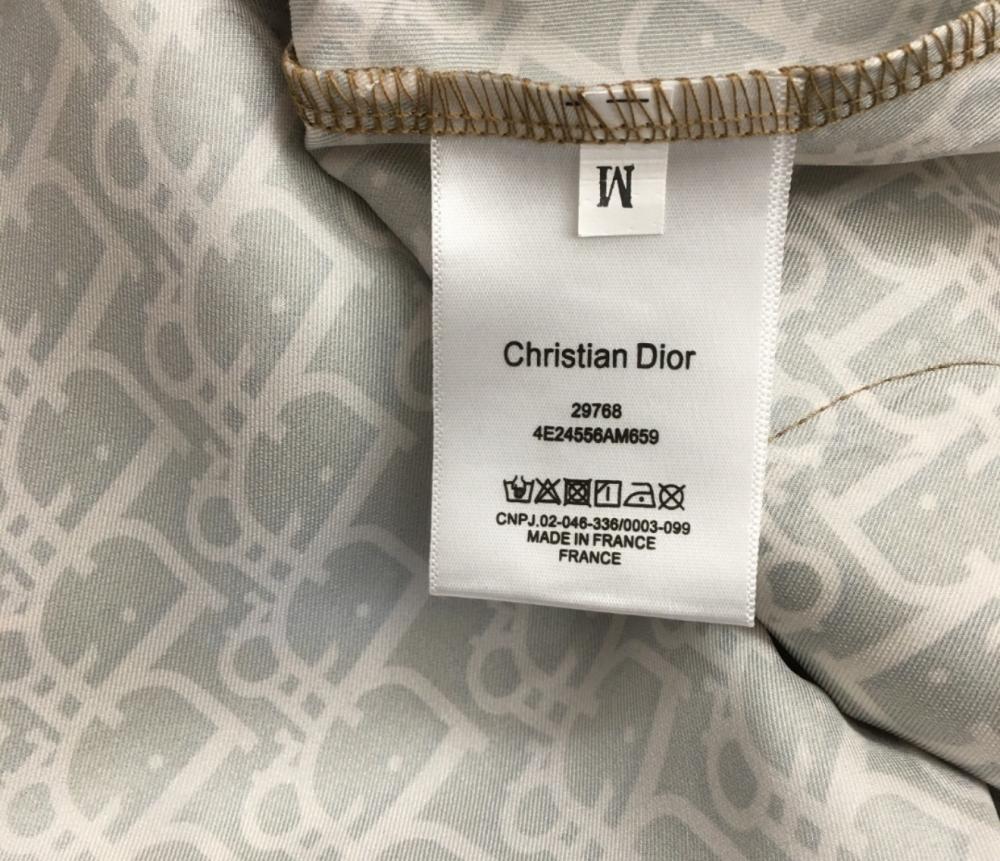 M
Christian Dior
29768
4E24556AM659
CNPJ.02-046-336/0003-099
MADE IN FRANCE
FRANCE